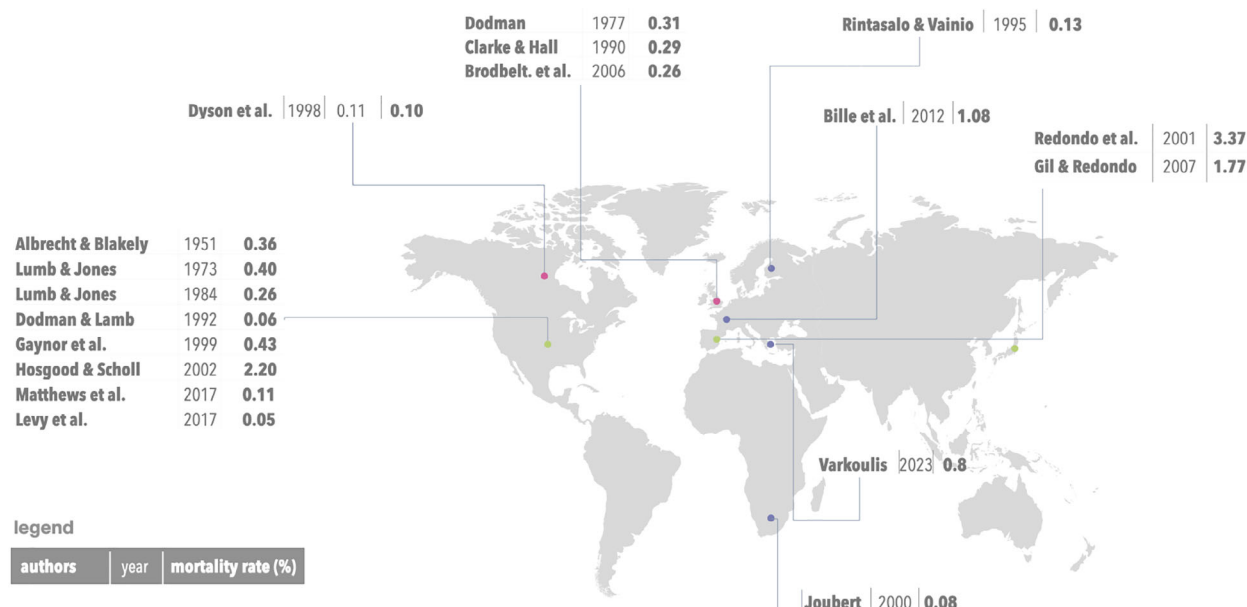 Dodman 1977 0.31
Clarke & Hall 1990 0.29
Brodbelt. et al. 2006 0.26
Rintasalo & Vainio 1995 0.13
Dyson et al. 1998 0.11 0.10
Bille et al. 2012 1.08
Redondo et al. 2001 3.37
Gil & Redondo 2007 1.77
Albrecht & Blakely 1951 0.36
Lumb & Jones 1973 0.40
Lumb & Jones 1984 0.26
Dodman & Lamb 1992 0.06
Gaynor et al. 1999 0.43
Hosgood & Scholl 2002 2.20
Matthews et al. 2017 0.11
Levy et al. 2017 0.05
Varkoulis 2023 0.8
legend
authors year mortality rate (%)
Joubert 2000 0.08